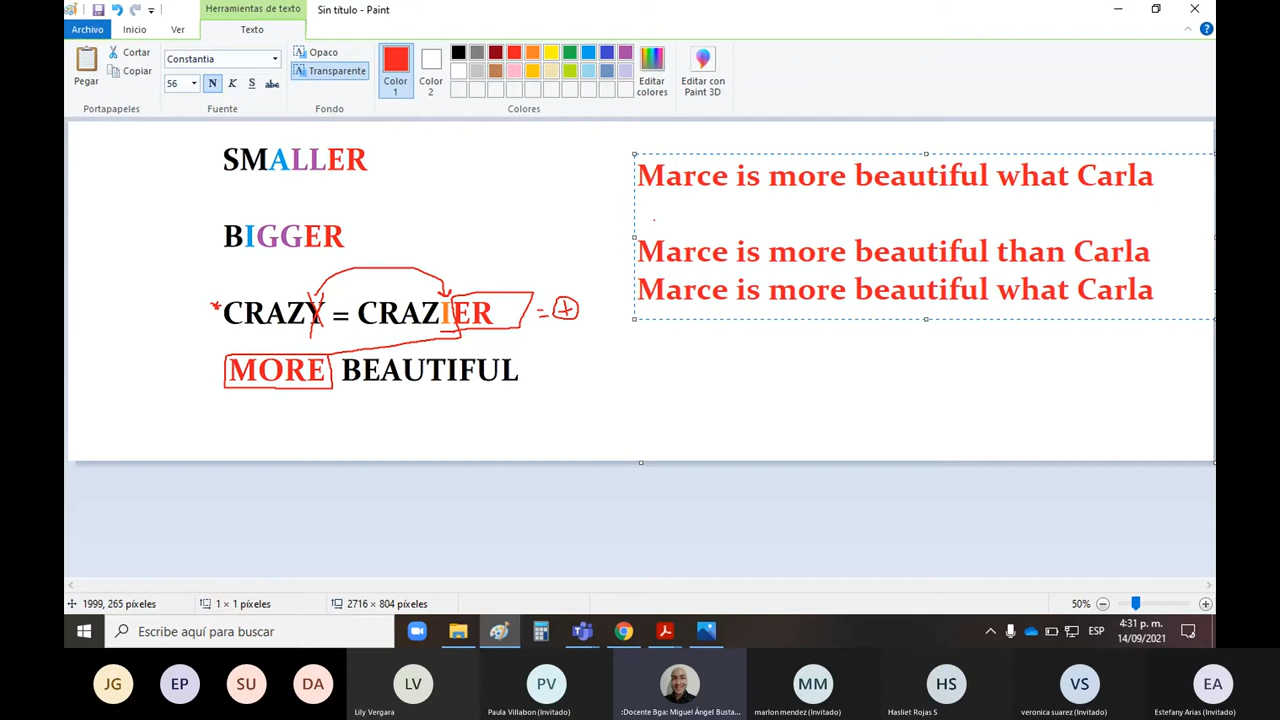 Herramientas de texto
Sin título - Paint
Archivo
Inicio
Ver
Texto
Pegar
Cortar
Copiar
Portapapeles
Constantia
56
N K S abc
Fuente
Opaco
Transparente
Fondo
Color 1
Color 2
Editar colores
Editar con Paint 3D
Colores
SMALLER
BIGGER
*CRAZY = CRAZIER = +
MORE BEAUTIFUL
Marce is more beautiful what Carla
Marce is more beautiful than Carla
Marce is more beautiful what Carla
1999, 265 píxeles
1 × 1 píxeles
2716 × 804 píxeles
50%
Escribe aquí para buscar
ESP
4:31 p. m.
14/09/2021
JG
EP
SU
DA
LV
Lily Vergara
PV
Paula Villabon (Invitado)
:Docente Bga: Miguel Ángel Busta...
MM
marlon mendez (Invitado)
HS
Hasliet Rojas S
VS
veronica suarez (Invitado)
EA
Estefany Arias (Invitado)